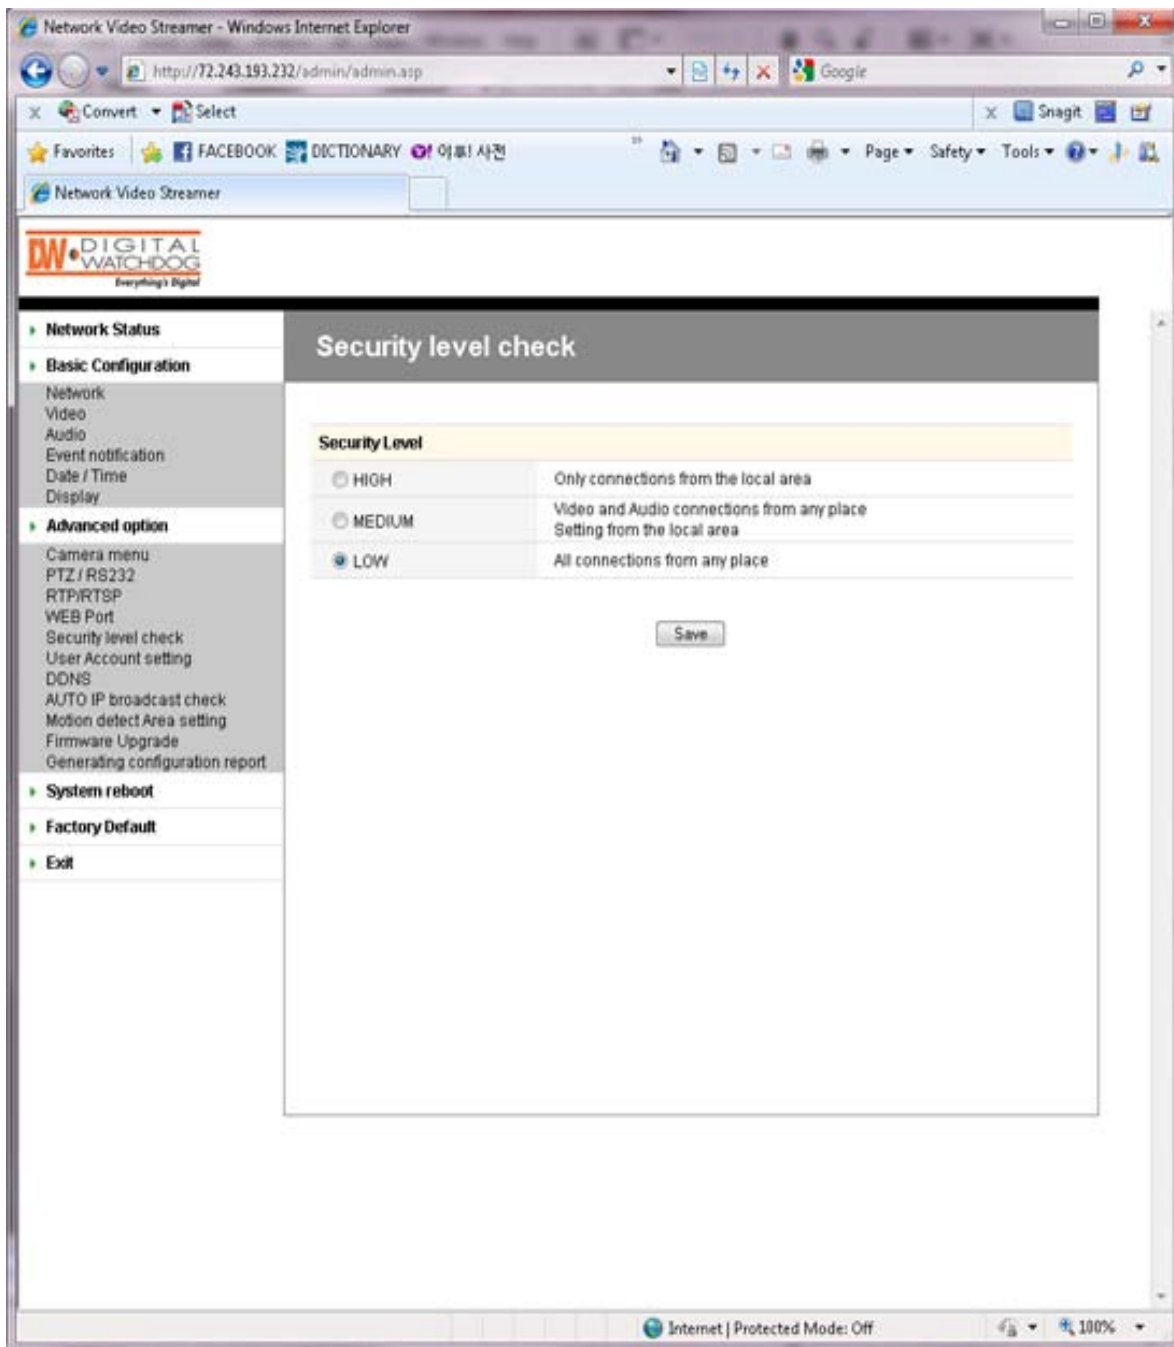 Network Video Streamer - Windows Internet Explorer
http://72.243.193.232/admin/admin.asp
Google
Convert
Select
Snagit
Favorites
FACEBOOK
DICTIONARY
야후! 사전
Page
Safety
Tools
Network Video Streamer
DW DIGITAL
WATCHDOG
Everything's Digital
Network Status
Basic Configuration
Network
Video
Audio
Event notification
Date / Time
Display
Advanced option
Camera menu
PTZ / RS232
RTP/RTSP
WEB Port
Security level check
User Account setting
DDNS
AUTO IP broadcast check
Motion detect Area setting
Firmware Upgrade
Generating configuration report
System reboot
Factory Default
Exit
Security level check
Security Level
HIGH Only connections from the local area
MEDIUM Video and Audio connections from any place
Setting from the local area
LOW All connections from any place
Save
Internet | Protected Mode: Off
100%